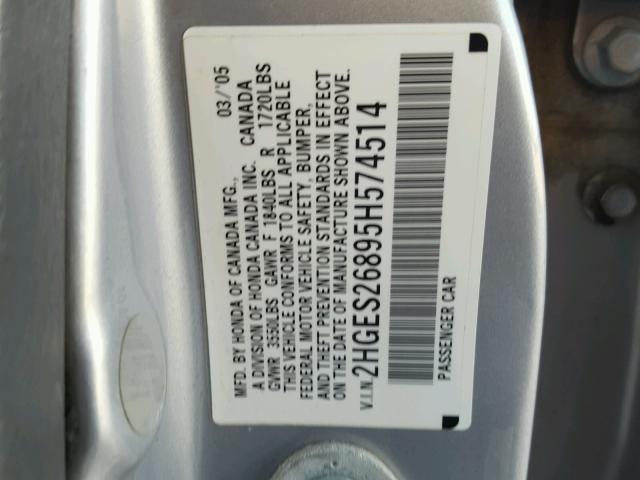 MFD. BY HONDA OF CANADA MFG., 03/'05
A DIVISION OF HONDA CANADA INC. CANADA
GVWR 3550LBS GAWR F 1840LBS R 1720LBS
THIS VEHICLE CONFORMS TO ALL APPLICABLE
FEDERAL MOTOR VEHICLE SAFETY, BUMPER,
AND THEFT PREVENTION STANDARDS IN EFFECT
ON THE DATE OF MANUFACTURE SHOWN ABOVE.
V.I.N. 2HGES26895H574514
PASSENGER CAR